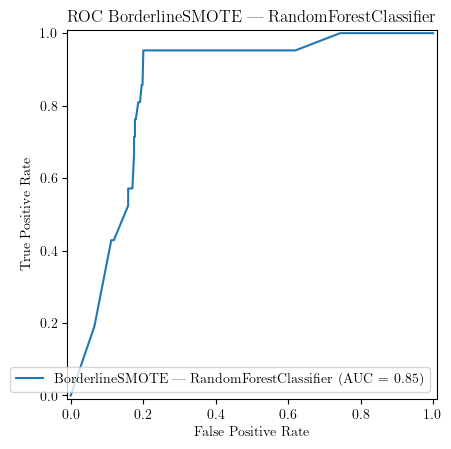 ROC BorderlineSMOTE — RandomForestClassifier
1.0
0.8
0.6
0.4
0.2
0.0
True Positive Rate
BorderlineSMOTE — RandomForestClassifier (AUC = 0.85)
0.0 0.2 0.4 0.6 0.8 1.0
False Positive Rate